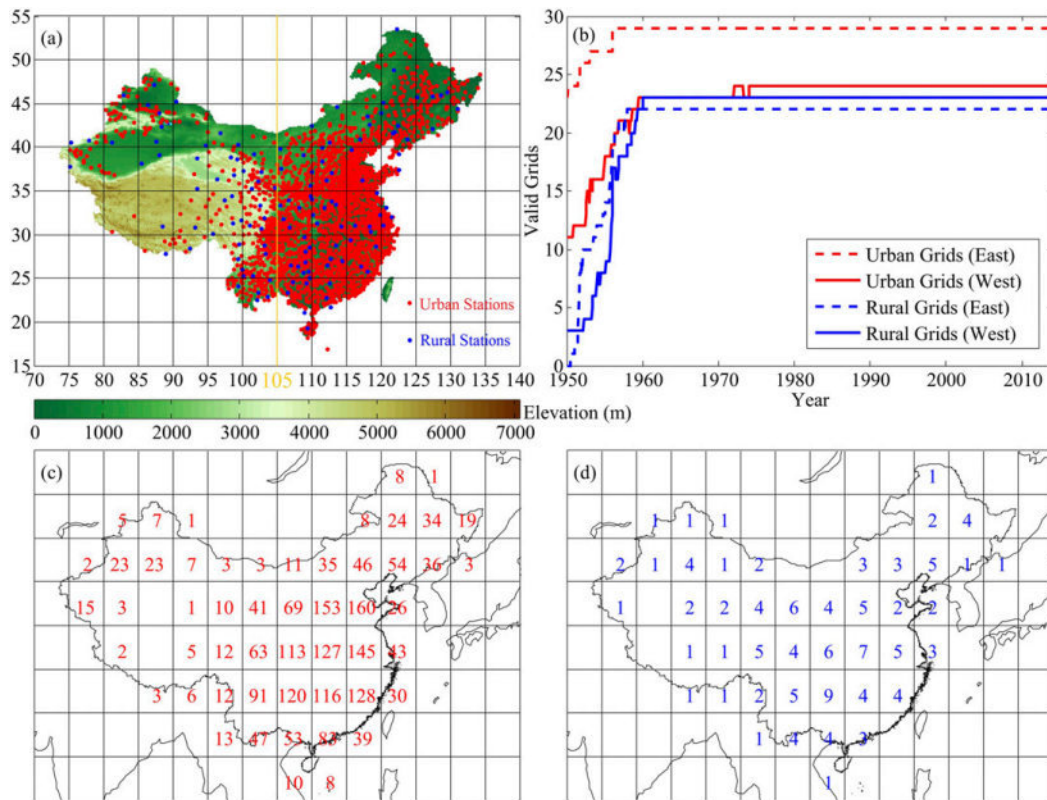 (a)
55
50
45
40
35
30
25
20
15
Urban Stations
Rural Stations
70 75 80 85 90 95 100 105 110 115 120 125 130 135 140
0 1000 2000 3000 4000 5000 6000 7000
Elevation (m)
(b)
30
25
20
15
10
5
0
Valid Grids
Urban Grids (East)
Urban Grids (West)
Rural Grids (East)
Rural Grids (West)
1950 1960 1970 1980 1990 2000 2010
Year
(c)
8 1
5 7 1 8 24 34 19
2 23 23 7 3 3 11 35 46 54 36 3
15 3 1 10 41 69 153 160 26
2 5 12 63 113 127 145 43
3 6 12 91 120 116 128 30
13 47 53 83 39
10 8
(d)
1
1 1 1 2 4
2 1 4 1 2 3 3 5 1 1
1 2 2 4 6 4 5 2 2
1 1 5 4 6 7 5 3
1 1 2 5 9 4 4
1 4 4 3
1